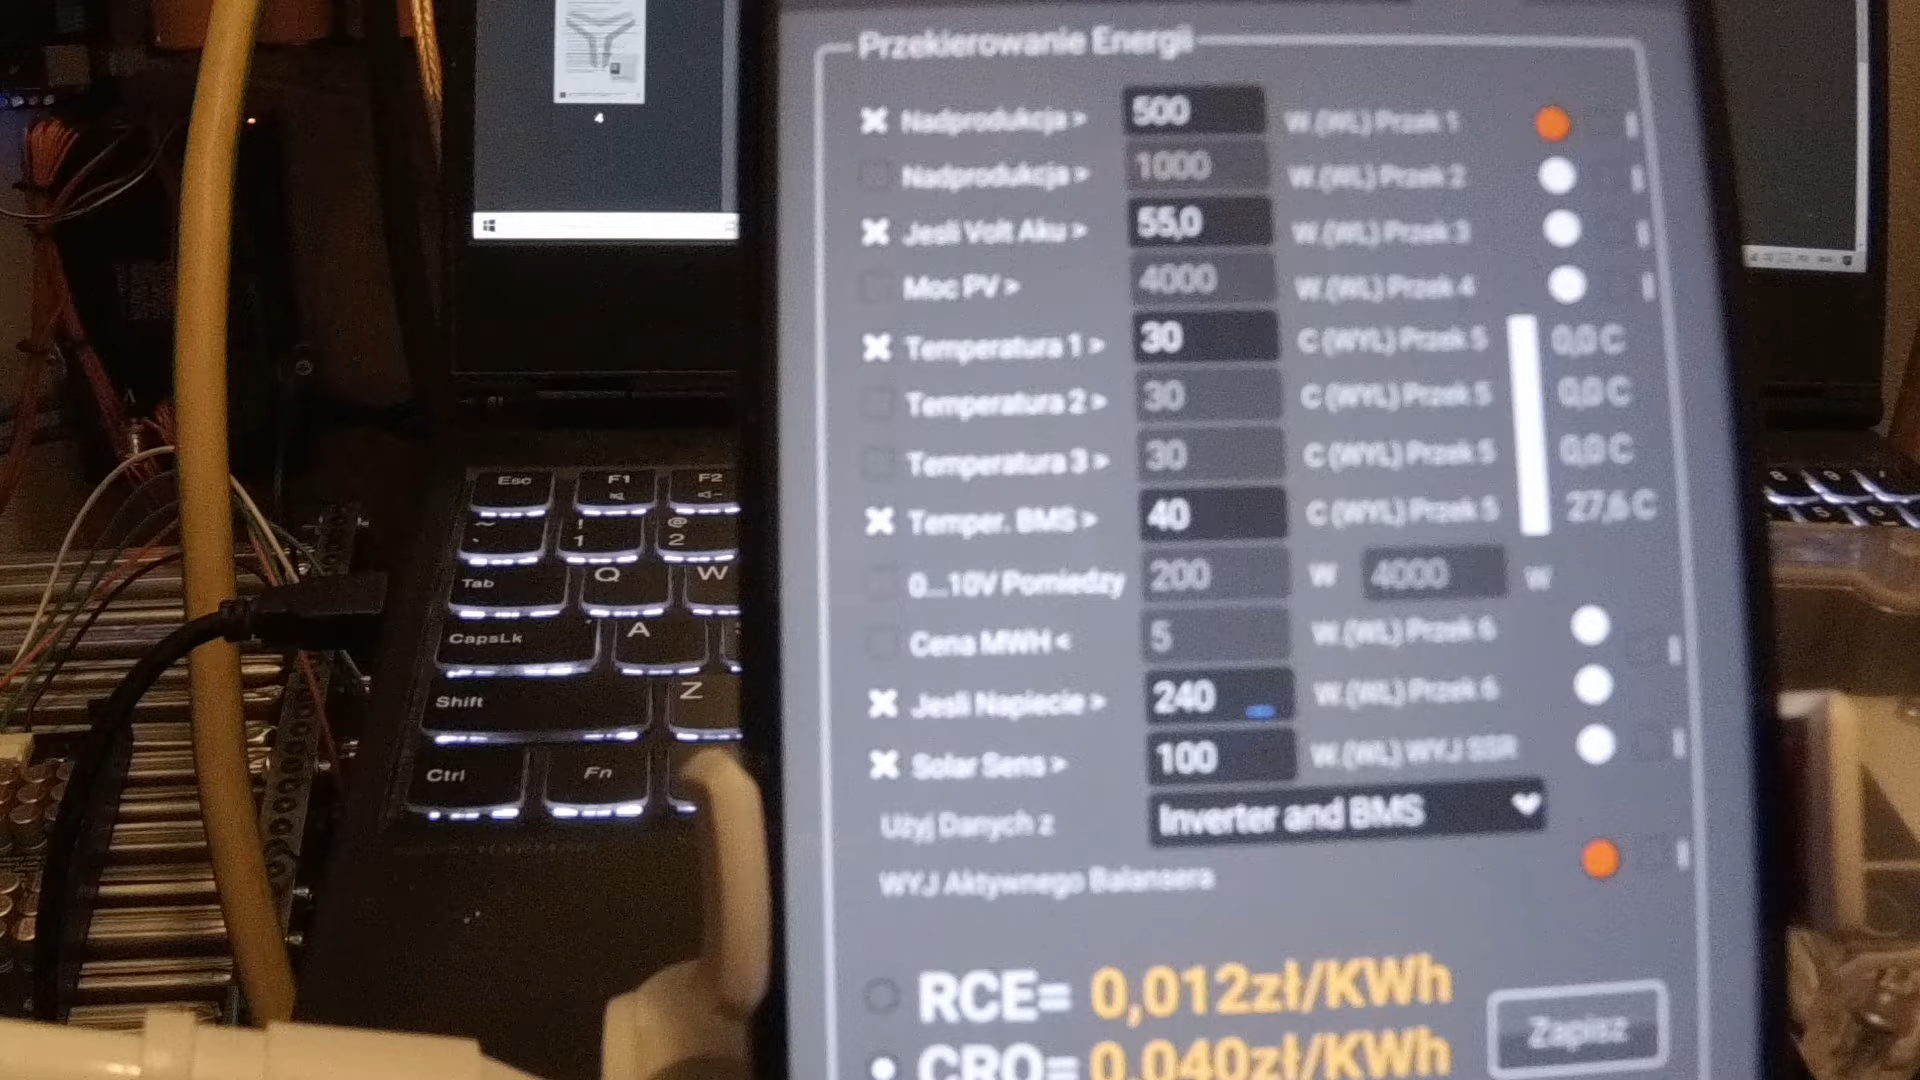 4
Przekierowanie Energii
Nadprodukcja > 500 W (WL) Przek 1
Nadprodukcja > 1000 W (WL) Przek 2
Jesli Volt Aku > 55,0 W (WL) Przek 3
Moc PV > 4000 W (WL) Przek 4
Temperatura 1 > 30 C (WYL) Przek 5 0,0 C
Temperatura 2 > 30 C (WYL) Przek 5 0,0 C
Temperatura 3 > 30 C (WYL) Przek 5 0,0 C
Temper. BMS > 40 C (WYL) Przek 5 27,6 C
0...10V Pomiedzy 200 W 4000 W
Cena MWH < 5 W (WL) Przek 6
Jesli Napiecie > 240 W (WL) Przek 6
Solar Sens > 100 W (WL) WYJ SSR
Użyj Danych z Inverter and BMS
WYJ Aktywnego Balansera
RCE= 0,012zł/KWh
Zapisz
CRO= 0,040zł/KWh
Esc F1 F2
~ ` ! 1 @ 2
Tab Q W
CapsLk A
Shift Z
Ctrl Fn